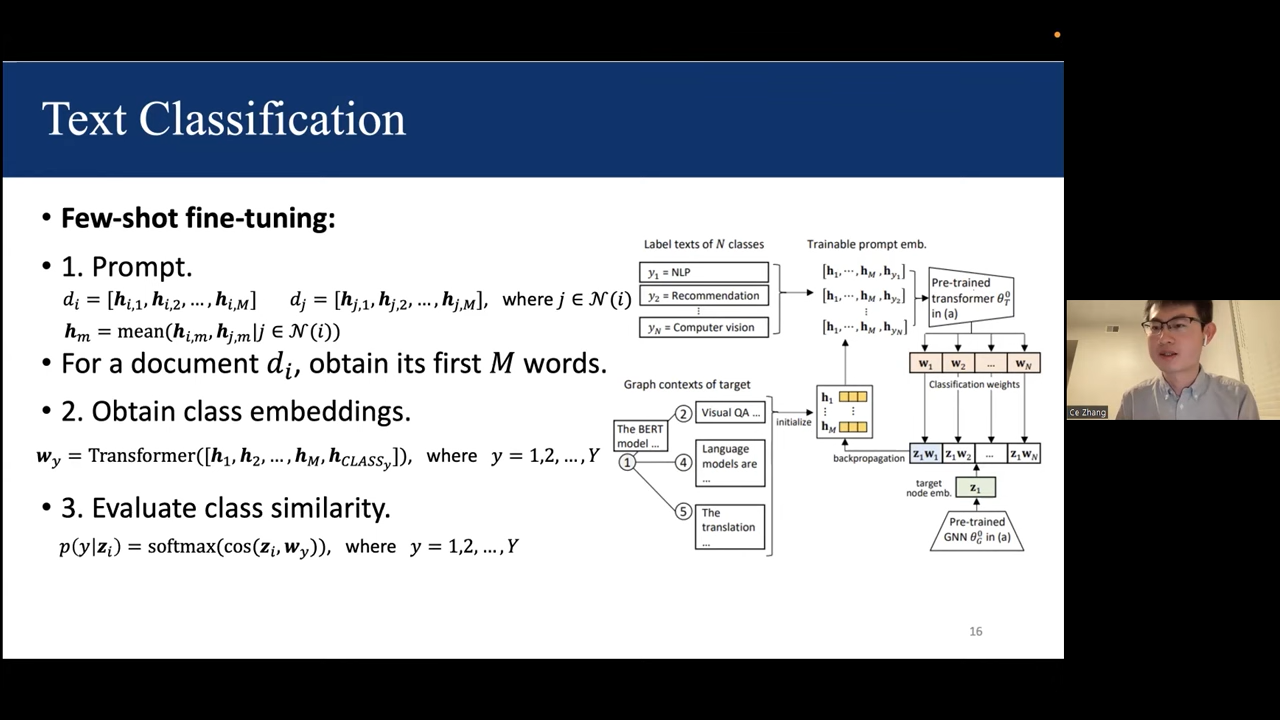 Text Classification
• Few-shot fine-tuning:
• 1. Prompt.
d_i = [h_{i,1}, h_{i,2}, …, h_{i,M}] d_j = [h_{j,1}, h_{j,2}, …, h_{j,M}], where j ∈ 𝒩(i)
h_m = mean(h_{i,m}, h_{j,m}|j ∈ 𝒩(i))
• For a document d_i, obtain its first M words.
• 2. Obtain class embeddings.
w_y = Transformer([h_1, h_2, …, h_M, h_{CLASS_y}]), where y = 1,2, …, Y
• 3. Evaluate class similarity.
p(y|z_i) = softmax(cos(z_i, w_y)), where y = 1,2, …, Y
Label texts of N classes
y_1 = NLP
y_2 = Recommendation
⋮
y_N = Computer vision
Trainable prompt emb.
[h_1, ⋯, h_M, h_{y_1}]
[h_1, ⋯, h_M, h_{y_2}]
⋮
[h_1, ⋯, h_M, h_{y_N}]
Pre-trained
transformer θ_T^0
in (a)
w_1 w_2 … w_N
Classification weights
Graph contexts of target
The BERT
model …
1
2
Visual QA …
4
Language
models are
…
5
The
translation
…
initialize
h_1
⋮ ⋮
h_M
backpropagation
z_1w_1 z_1w_2 … z_1w_N
target
node emb.
z_1
Pre-trained
GNN θ_G^0 in (a)
16
Ce Zhang